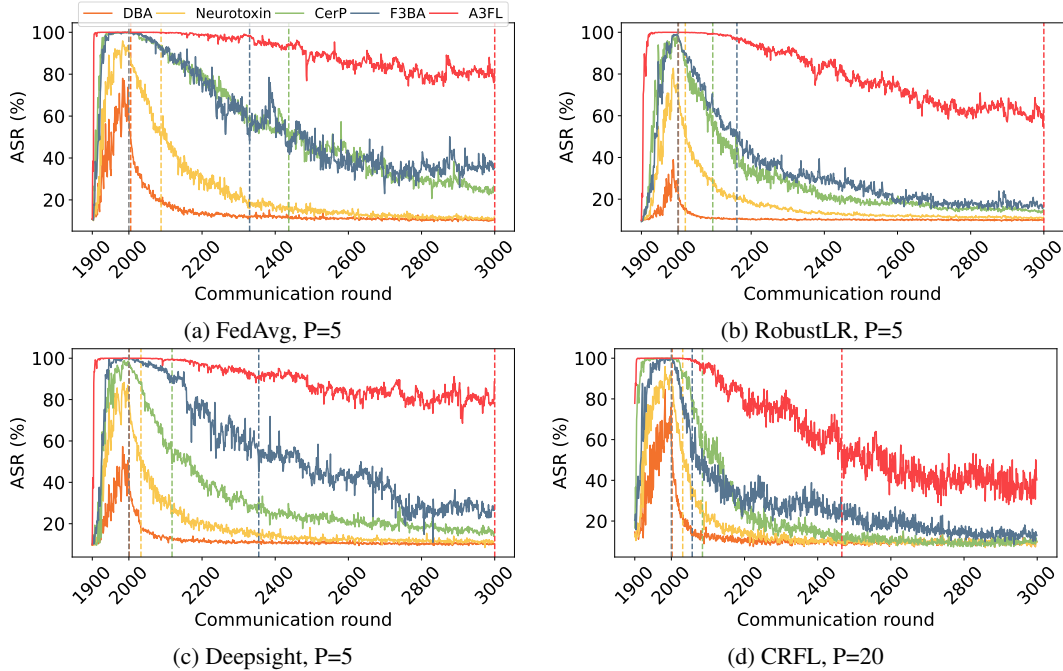 DBA Neurotoxin CerP F3BA A3FL
ASR (%)
100
80
60
40
20
1900 2000 2200 2400 2600 2800 3000
Communication round
(a) FedAvg, P=5
ASR (%)
100
80
60
40
20
1900 2000 2200 2400 2600 2800 3000
Communication round
(b) RobustLR, P=5
ASR (%)
100
80
60
40
20
1900 2000 2200 2400 2600 2800 3000
Communication round
(c) Deepsight, P=5
ASR (%)
100
80
60
40
20
1900 2000 2200 2400 2600 2800 3000
Communication round
(d) CRFL, P=20